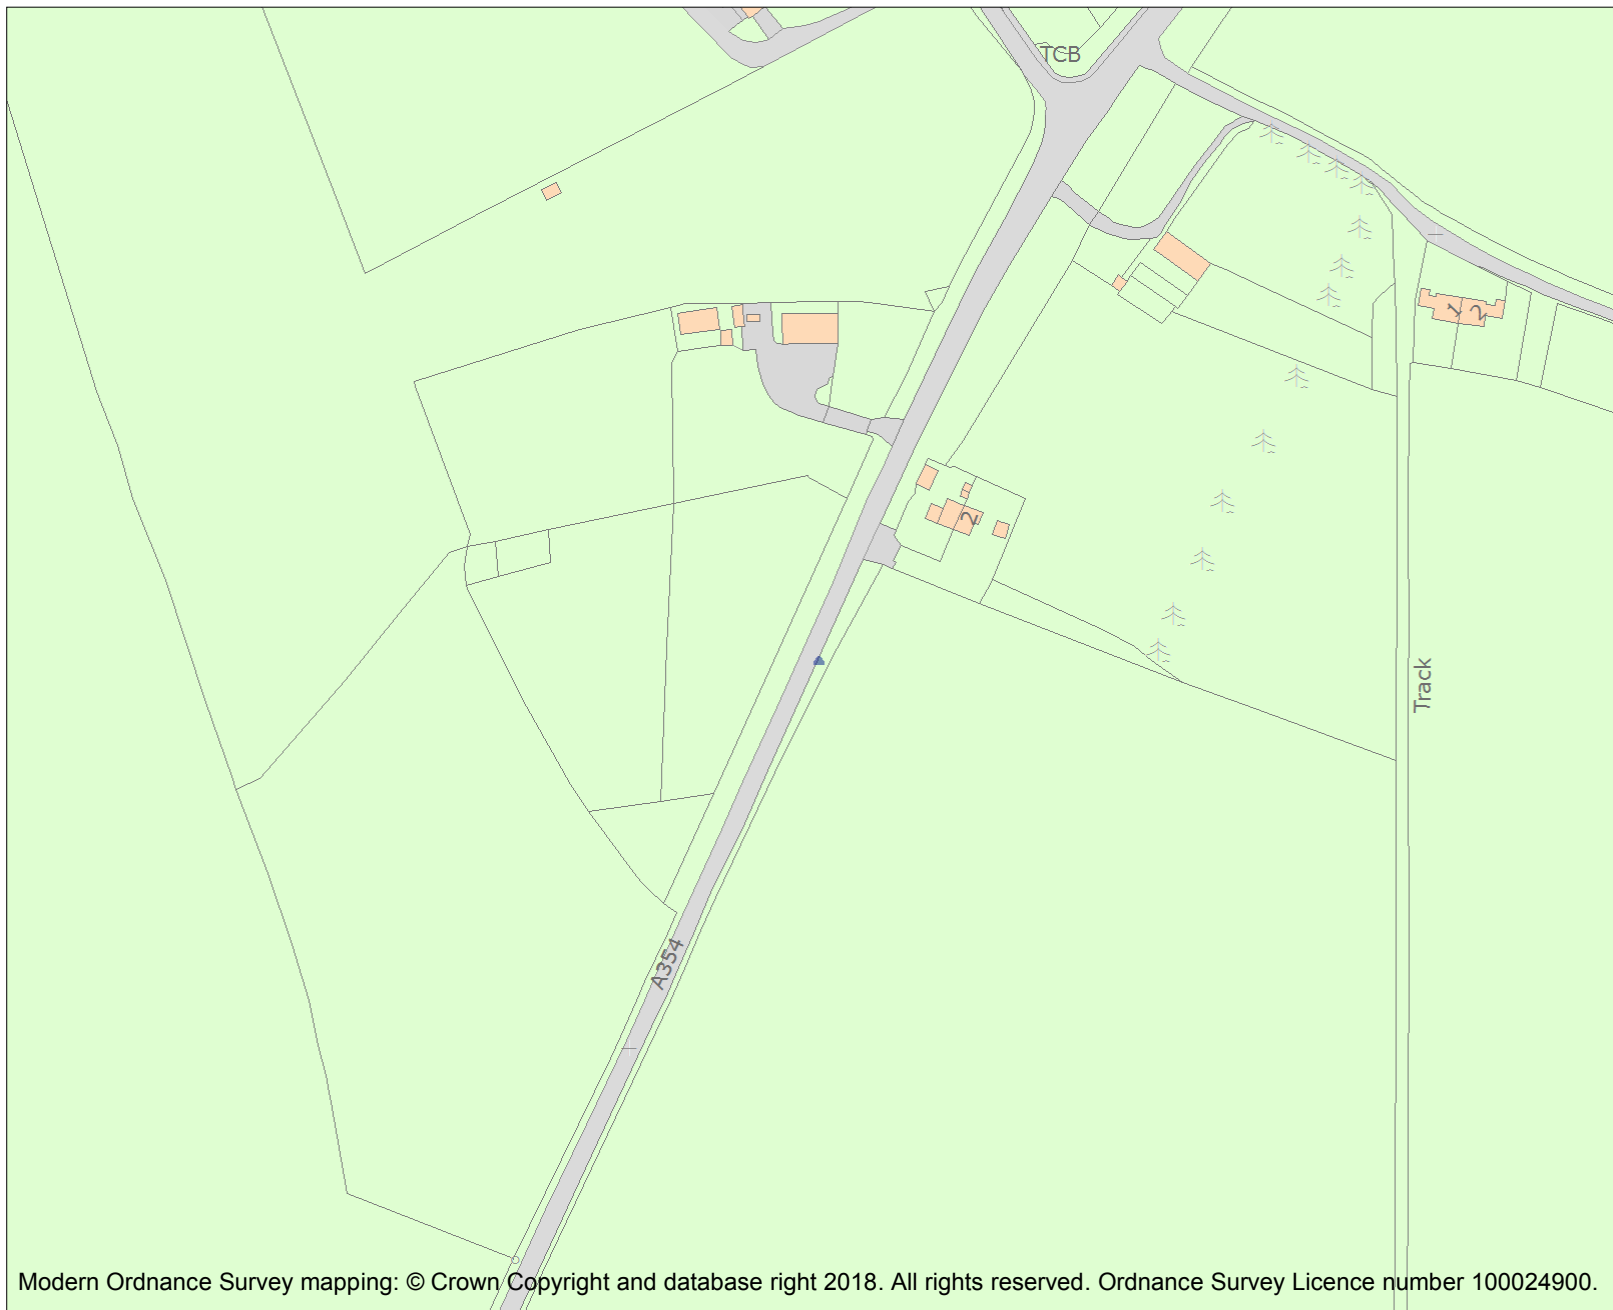 TCB
1
2
2
Track
A354
Modern Ordnance Survey mapping: © Crown Copyright and database right 2018. All rights reserved. Ordnance Survey Licence number 100024900.